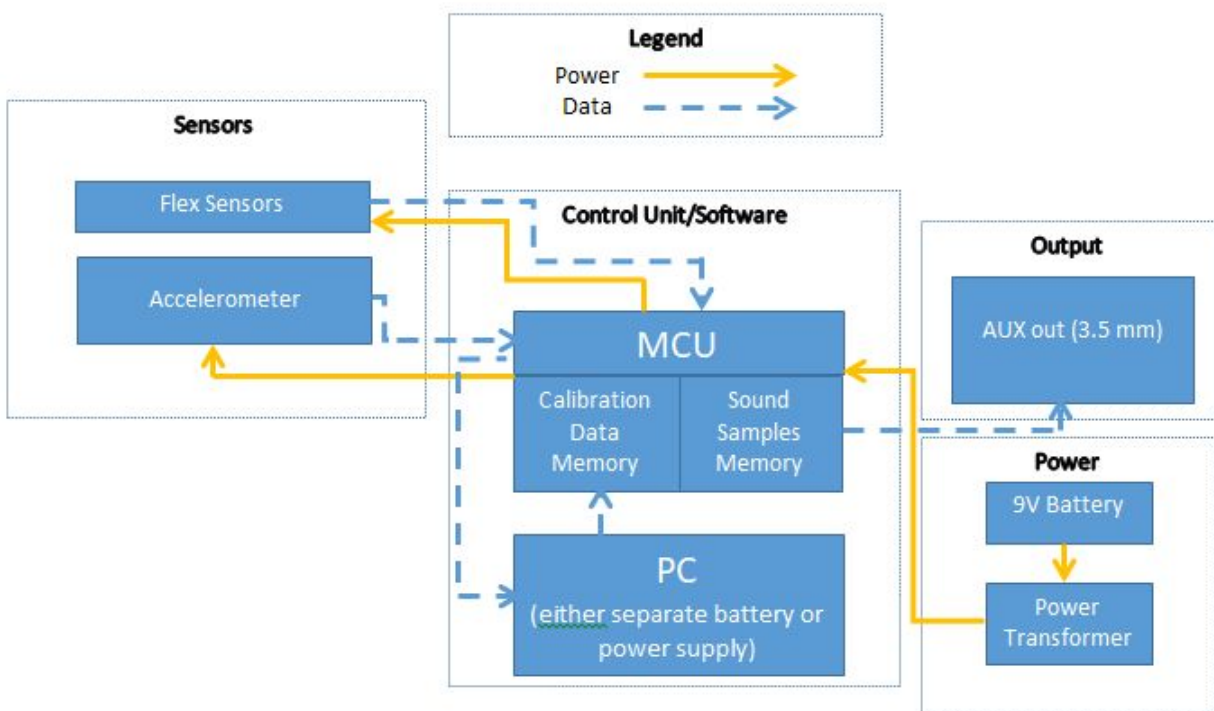 Legend
Power
Data
Sensors
Flex Sensors
Accelerometer
Control Unit/Software
MCU
Calibration
Data
Memory
Sound
Samples
Memory
PC
(either separate battery or
power supply)
Output
AUX out (3.5 mm)
Power
9V Battery
Power
Transformer